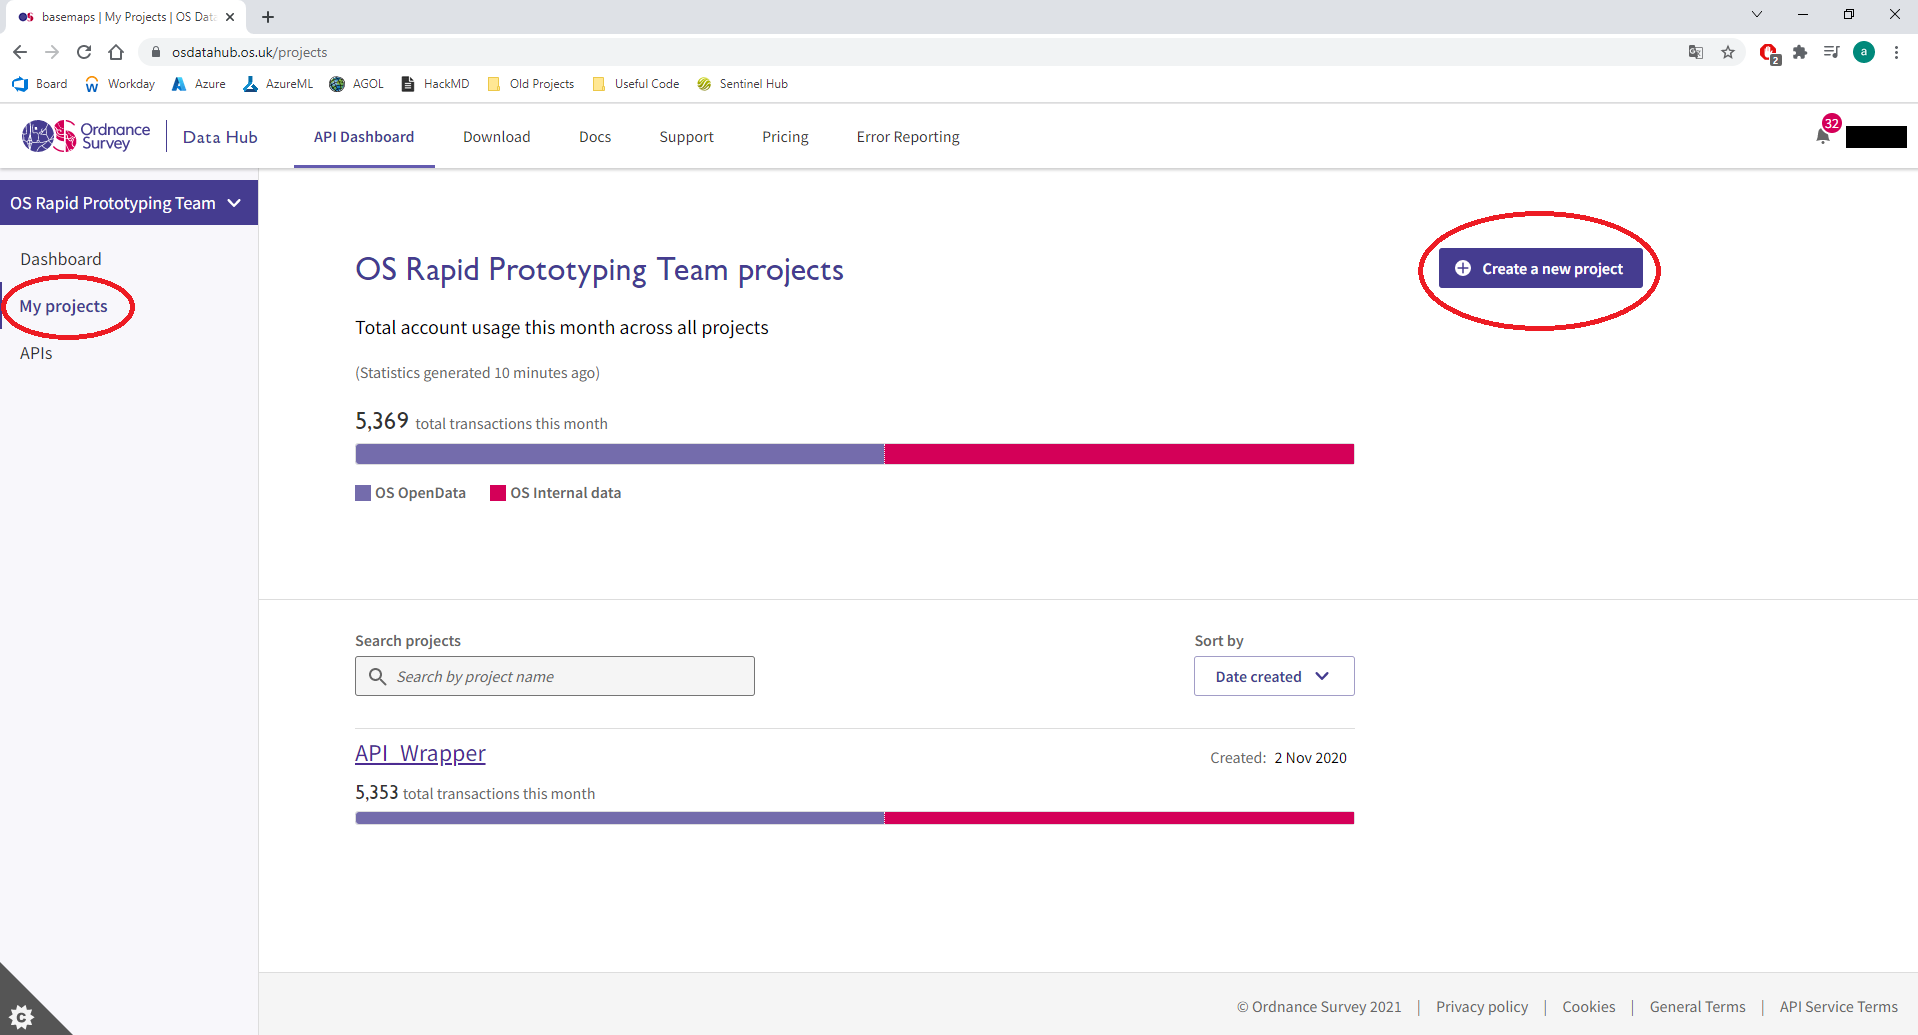 basemaps | My Projects | OS Data
osdatahub.os.uk/projects
2
a
Board Workday Azure AzureML AGOL HackMD Old Projects Useful Code Sentinel Hub
Ordnance
Survey
Data Hub API Dashboard Download Docs Support Pricing Error Reporting
32
OS Rapid Prototyping Team
Dashboard
My projects
APIs
OS Rapid Prototyping Team projects
Create a new project
Total account usage this month across all projects
(Statistics generated 10 minutes ago)
5,369 total transactions this month
OS OpenData OS Internal data
Search projects Sort by
Search by project name Date created
API_Wrapper Created: 2 Nov 2020
5,353 total transactions this month
© Ordnance Survey 2021 | Privacy policy | Cookies | General Terms | API Service Terms